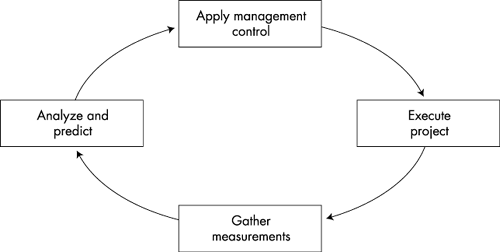 Apply management
control
Analyze and
predict
Execute
project
Gather
measurements